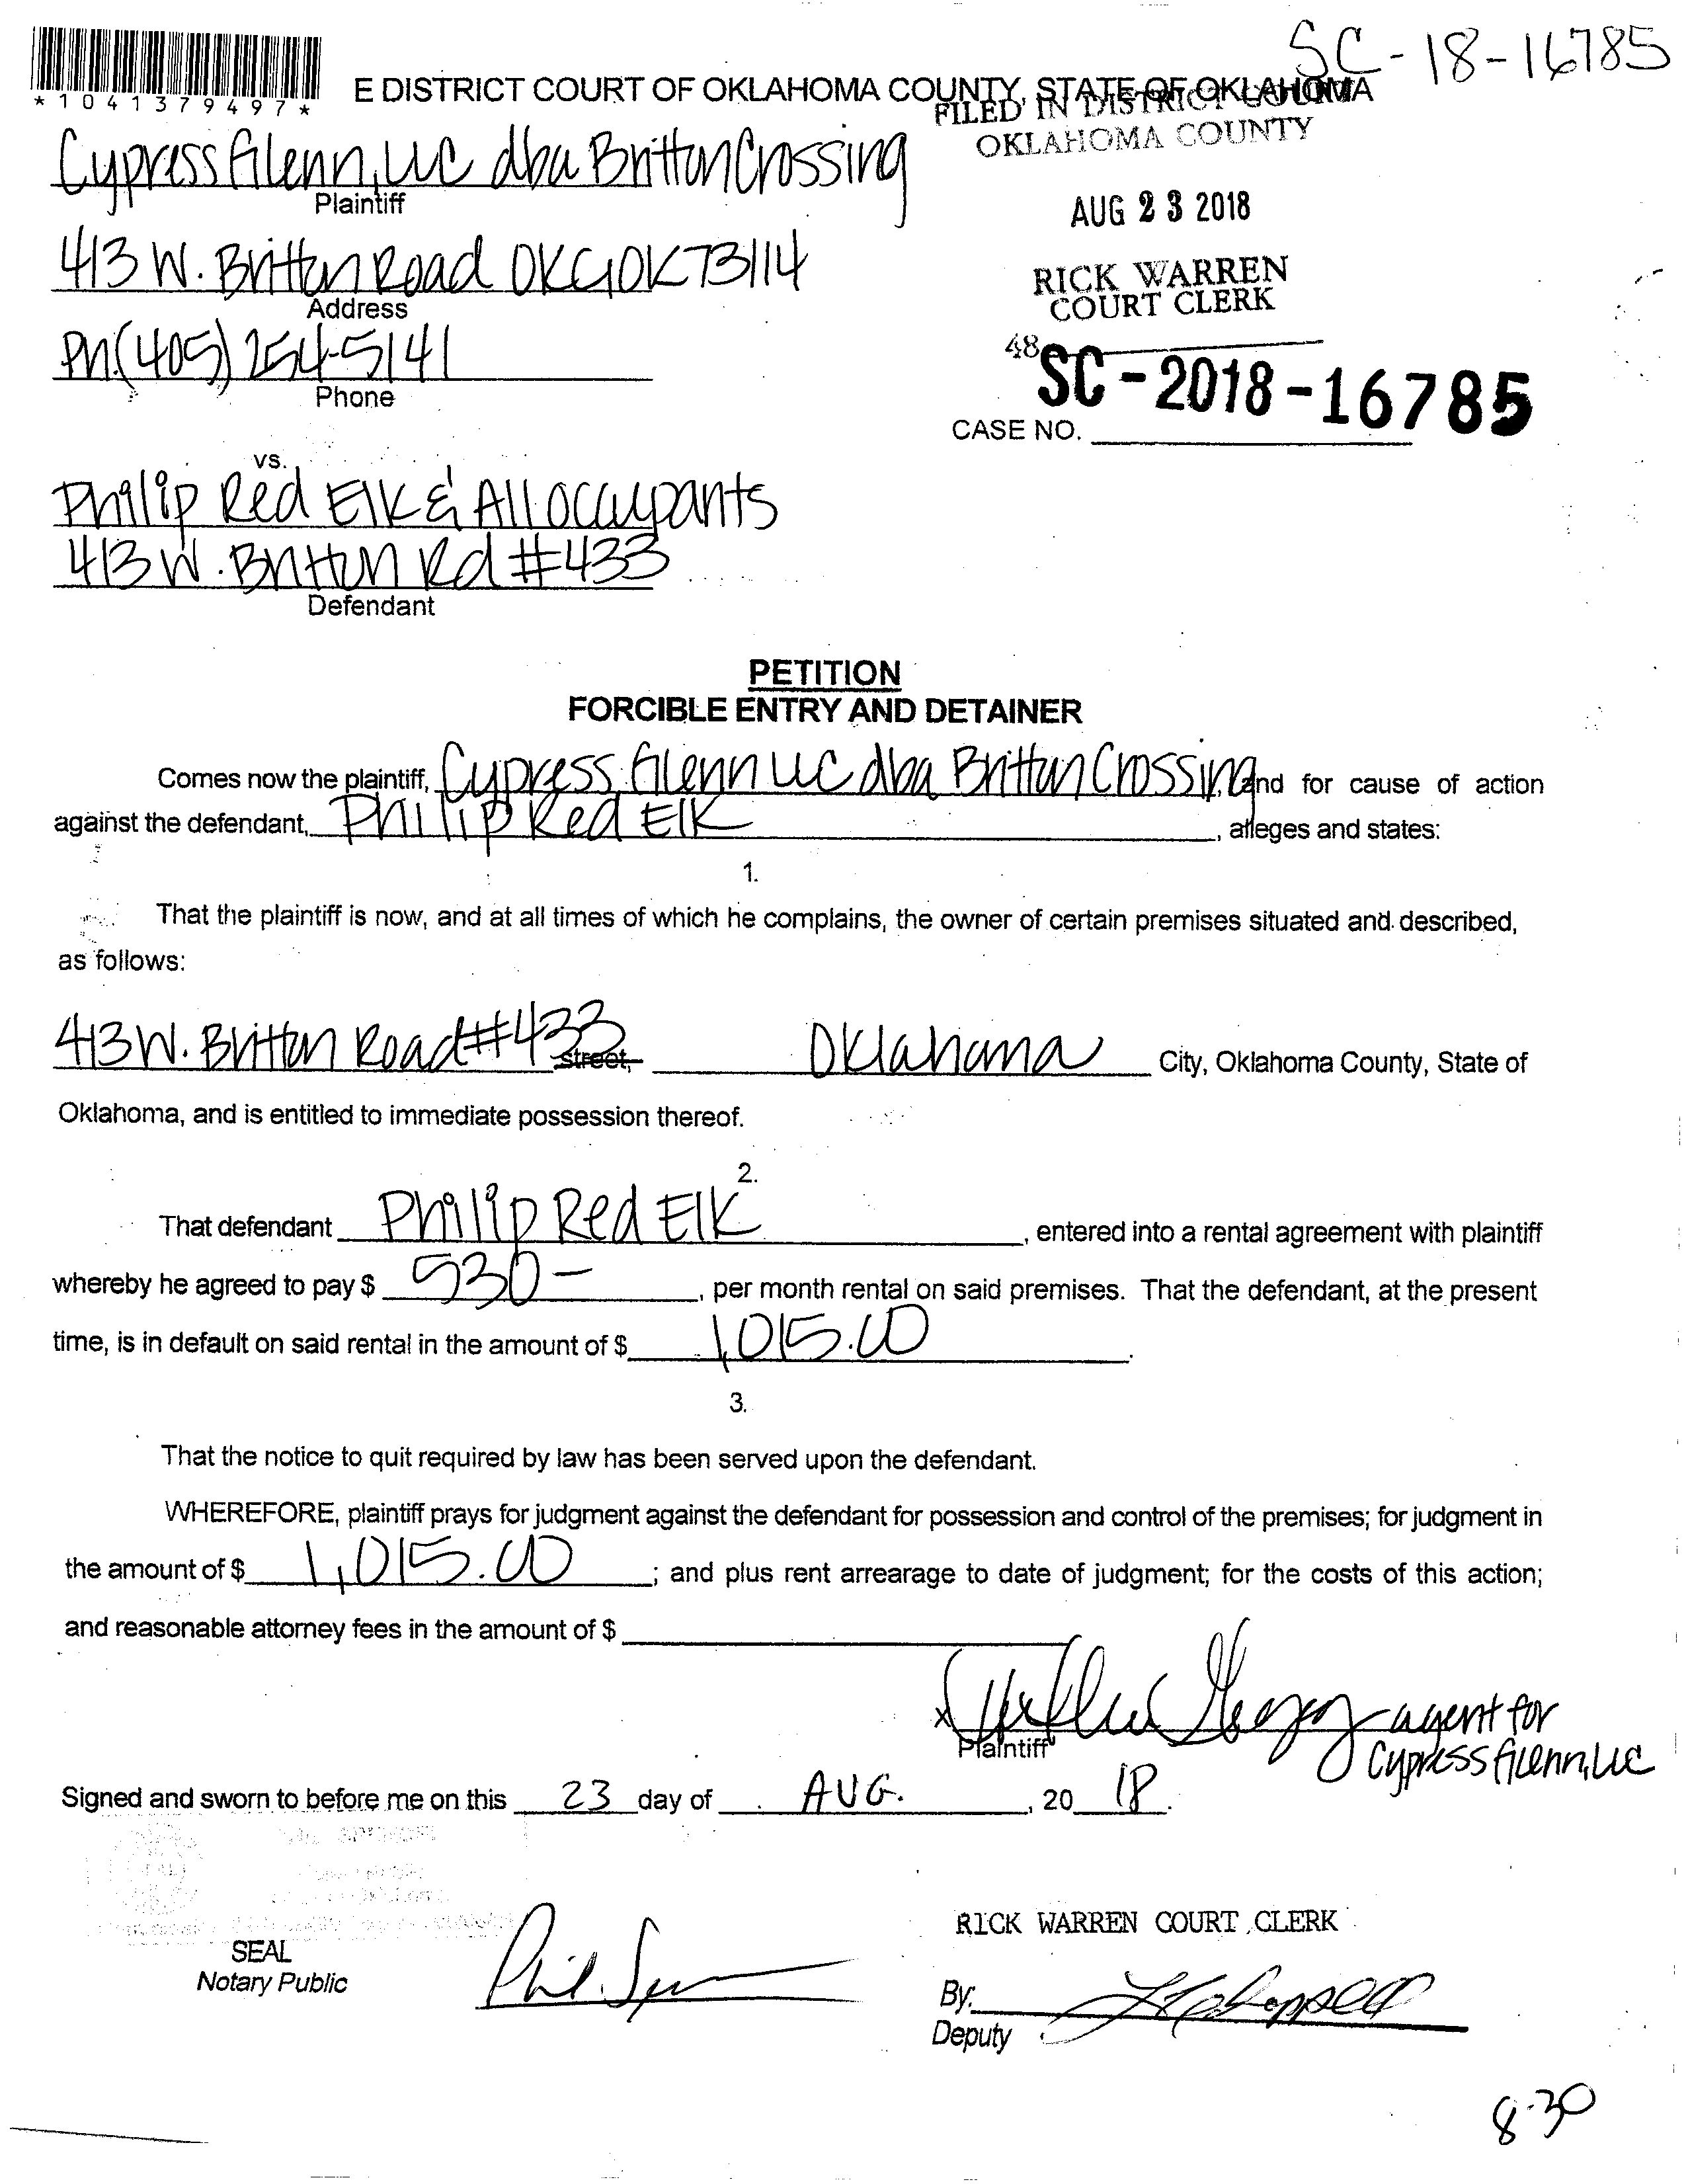 SC-18-16785
*1041379497*
E DISTRICT COURT OF OKLAHOMA COUNTY, STATE OF OKLAHOMA
FILED IN DISTRICT COURT
OKLAHOMA COUNTY
Cypress Glenn, LLC dba Britton Crossing
Plaintiff
AUG 23 2018
413 W. Britton Road OKC, OK 73114
Address
RICK WARREN
COURT CLERK
Ph. (405) 254-5141
Phone
48
SC-2018-16785
CASE NO.
vs.
Philip Red Elk & All occupants
413 W. Britton Rd #433
Defendant
PETITION
FORCIBLE ENTRY AND DETAINER
Comes now the plaintiff, Cypress Glenn LLC dba Britton Crossing, and for cause of action
against the defendant, Philip Red Elk, alleges and states:
1.
That the plaintiff is now, and at all times of which he complains, the owner of certain premises situated and described,
as follows:
413 W. Britton Road #433 street, Oklahoma City, Oklahoma County, State of
Oklahoma, and is entitled to immediate possession thereof.
2.
That defendant Philip Red Elk, entered into a rental agreement with plaintiff
whereby he agreed to pay $ 530-, per month rental on said premises. That the defendant, at the present
time, is in default on said rental in the amount of $ 1,015.00.
3.
That the notice to quit required by law has been served upon the defendant.
WHEREFORE, plaintiff prays for judgment against the defendant for possession and control of the premises; for judgment in
the amount of $ 1,015.00; and plus rent arrearage to date of judgment; for the costs of this action;
and reasonable attorney fees in the amount of $
x agent for
Plaintiff Cypress Glenn, LLC
Signed and sworn to before me on this 23 day of AUG., 20 18.
RICK WARREN COURT CLERK
SEAL
Notary Public
By:
Deputy
8-30